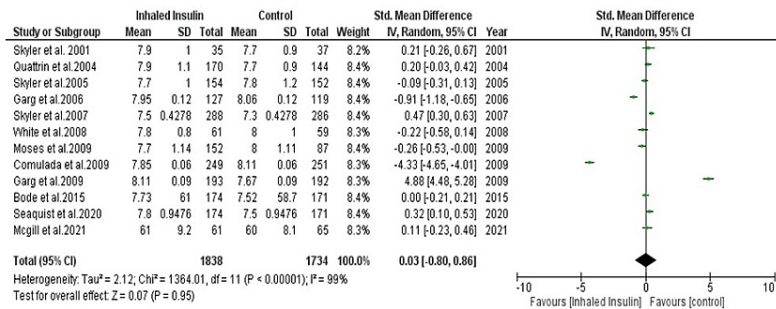 Inhaled Insulin Control Std. Mean Difference Std. Mean Difference
Study or Subgroup Mean SD Total Mean SD Total Weight IV, Random, 95% CI Year IV, Random, 95% CI
Skyler et al. 2001 7.9 1 35 7.7 0.9 37 8.2% 0.21 [-0.26, 0.67] 2001
Quattrin et.2004 7.9 1.1 170 7.7 0.9 144 8.4% 0.20 [-0.03, 0.42] 2004
Skyler et al.2005 7.7 1 154 7.8 1.2 152 8.4% -0.09 [-0.31, 0.13] 2005
Garg et al.2006 7.95 0.12 127 8.06 0.12 119 8.4% -0.91 [-1.18, -0.65] 2006
Skyler et al.2007 7.5 0.4278 288 7.3 0.4278 286 8.4% 0.47 [0.30, 0.63] 2007
White et al.2008 7.8 0.8 61 8 1 59 8.3% -0.22 [-0.58, 0.14] 2008
Moses et al.2009 7.7 1.14 152 8 1.11 87 8.4% -0.26 [-0.53, -0.00] 2009
Comulada et al.2009 7.85 0.06 249 8.11 0.06 251 8.4% -4.33 [-4.65, -4.01] 2009
Garg et al.2009 8.11 0.09 193 7.67 0.09 192 8.3% 4.88 [4.48, 5.28] 2009
Bode et al.2015 7.73 61 174 7.52 58.7 171 8.4% 0.00 [-0.21, 0.21] 2015
Seaquist et al.2020 7.8 0.9476 174 7.5 0.9476 171 8.4% 0.32 [0.10, 0.53] 2020
Mcgill et al.2021 61 9.2 61 60 8.1 65 8.3% 0.11 [-0.23, 0.46] 2021
Total (95% CI) 1838 1734 100.0% 0.03 [-0.80, 0.86]
Heterogeneity: Tau² = 2.12; Chi² = 1364.01, df = 11 (P < 0.00001); I² = 99%
Test for overall effect: Z = 0.07 (P = 0.95)
-10 -5 0 5 10
Favours [Inhaled Insulin] Favours [control]